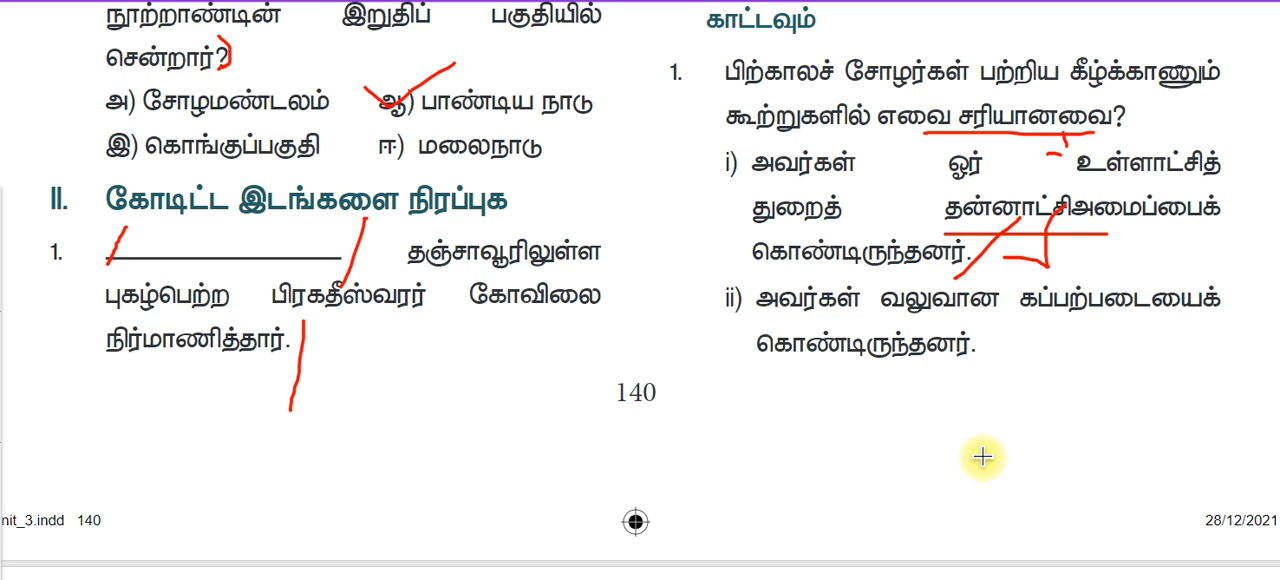 நூற்றாண்டின் இறுதிப் பகுதியில்
சென்றார்?
அ) சோழமண்டலம் ஆ) பாண்டிய நாடு
இ) கொங்குப்பகுதி ஈ) மலைநாடு
II. கோடிட்ட இடங்களை நிரப்புக
1. ____________ தஞ்சாவூரிலுள்ள
புகழ்பெற்ற பிரகதீஸ்வரர் கோவிலை
நிர்மாணித்தார்.
காட்டவும்
1. பிற்காலச் சோழர்கள் பற்றிய கீழ்க்காணும்
கூற்றுகளில் எவை சரியானவை?
i) அவர்கள் ஓர் உள்ளாட்சித்
துறைத் தன்னாட்சிஅமைப்பைக்
கொண்டிருந்தனர்.
ii) அவர்கள் வலுவான கப்பற்படையைக்
கொண்டிருந்தனர்.
140
nit_3.indd 140
28/12/2021